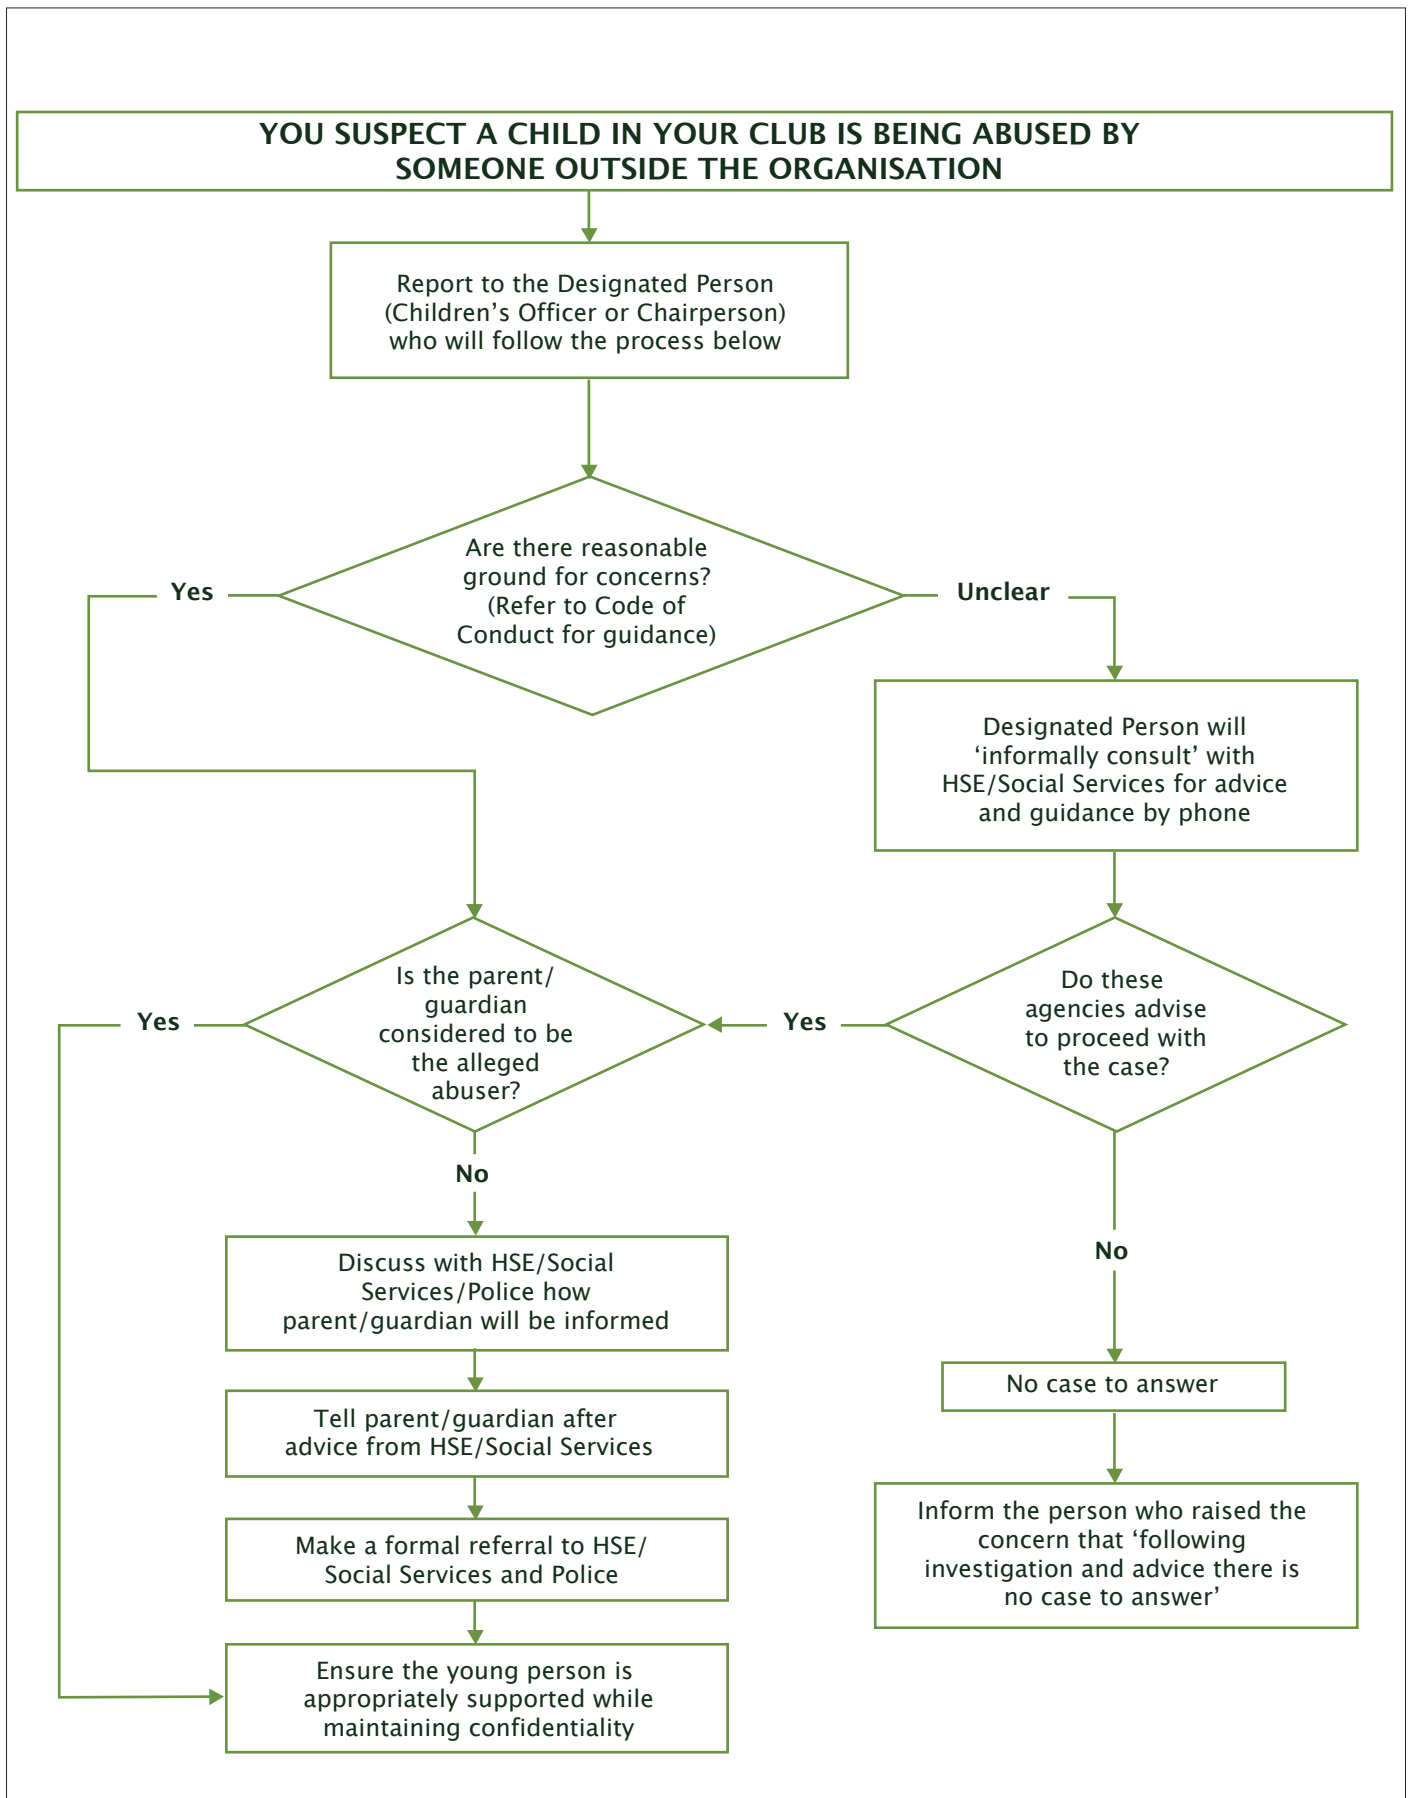 YOU SUSPECT A CHILD IN YOUR CLUB IS BEING ABUSED BY
SOMEONE OUTSIDE THE ORGANISATION
Report to the Designated Person
(Children’s Officer or Chairperson)
who will follow the process below
Are there reasonable
ground for concerns?
(Refer to Code of
Conduct for guidance)
Yes
Unclear
Designated Person will
‘informally consult’ with
HSE/Social Services for advice
and guidance by phone
Is the parent/
guardian
considered to be
the alleged
abuser?
Yes
Yes
Do these
agencies advise
to proceed with
the case?
No
No
Discuss with HSE/Social
Services/Police how
parent/guardian will be informed
Tell parent/guardian after
advice from HSE/Social Services
Make a formal referral to HSE/
Social Services and Police
Ensure the young person is
appropriately supported while
maintaining confidentiality
No case to answer
Inform the person who raised the
concern that ‘following
investigation and advice there is
no case to answer’